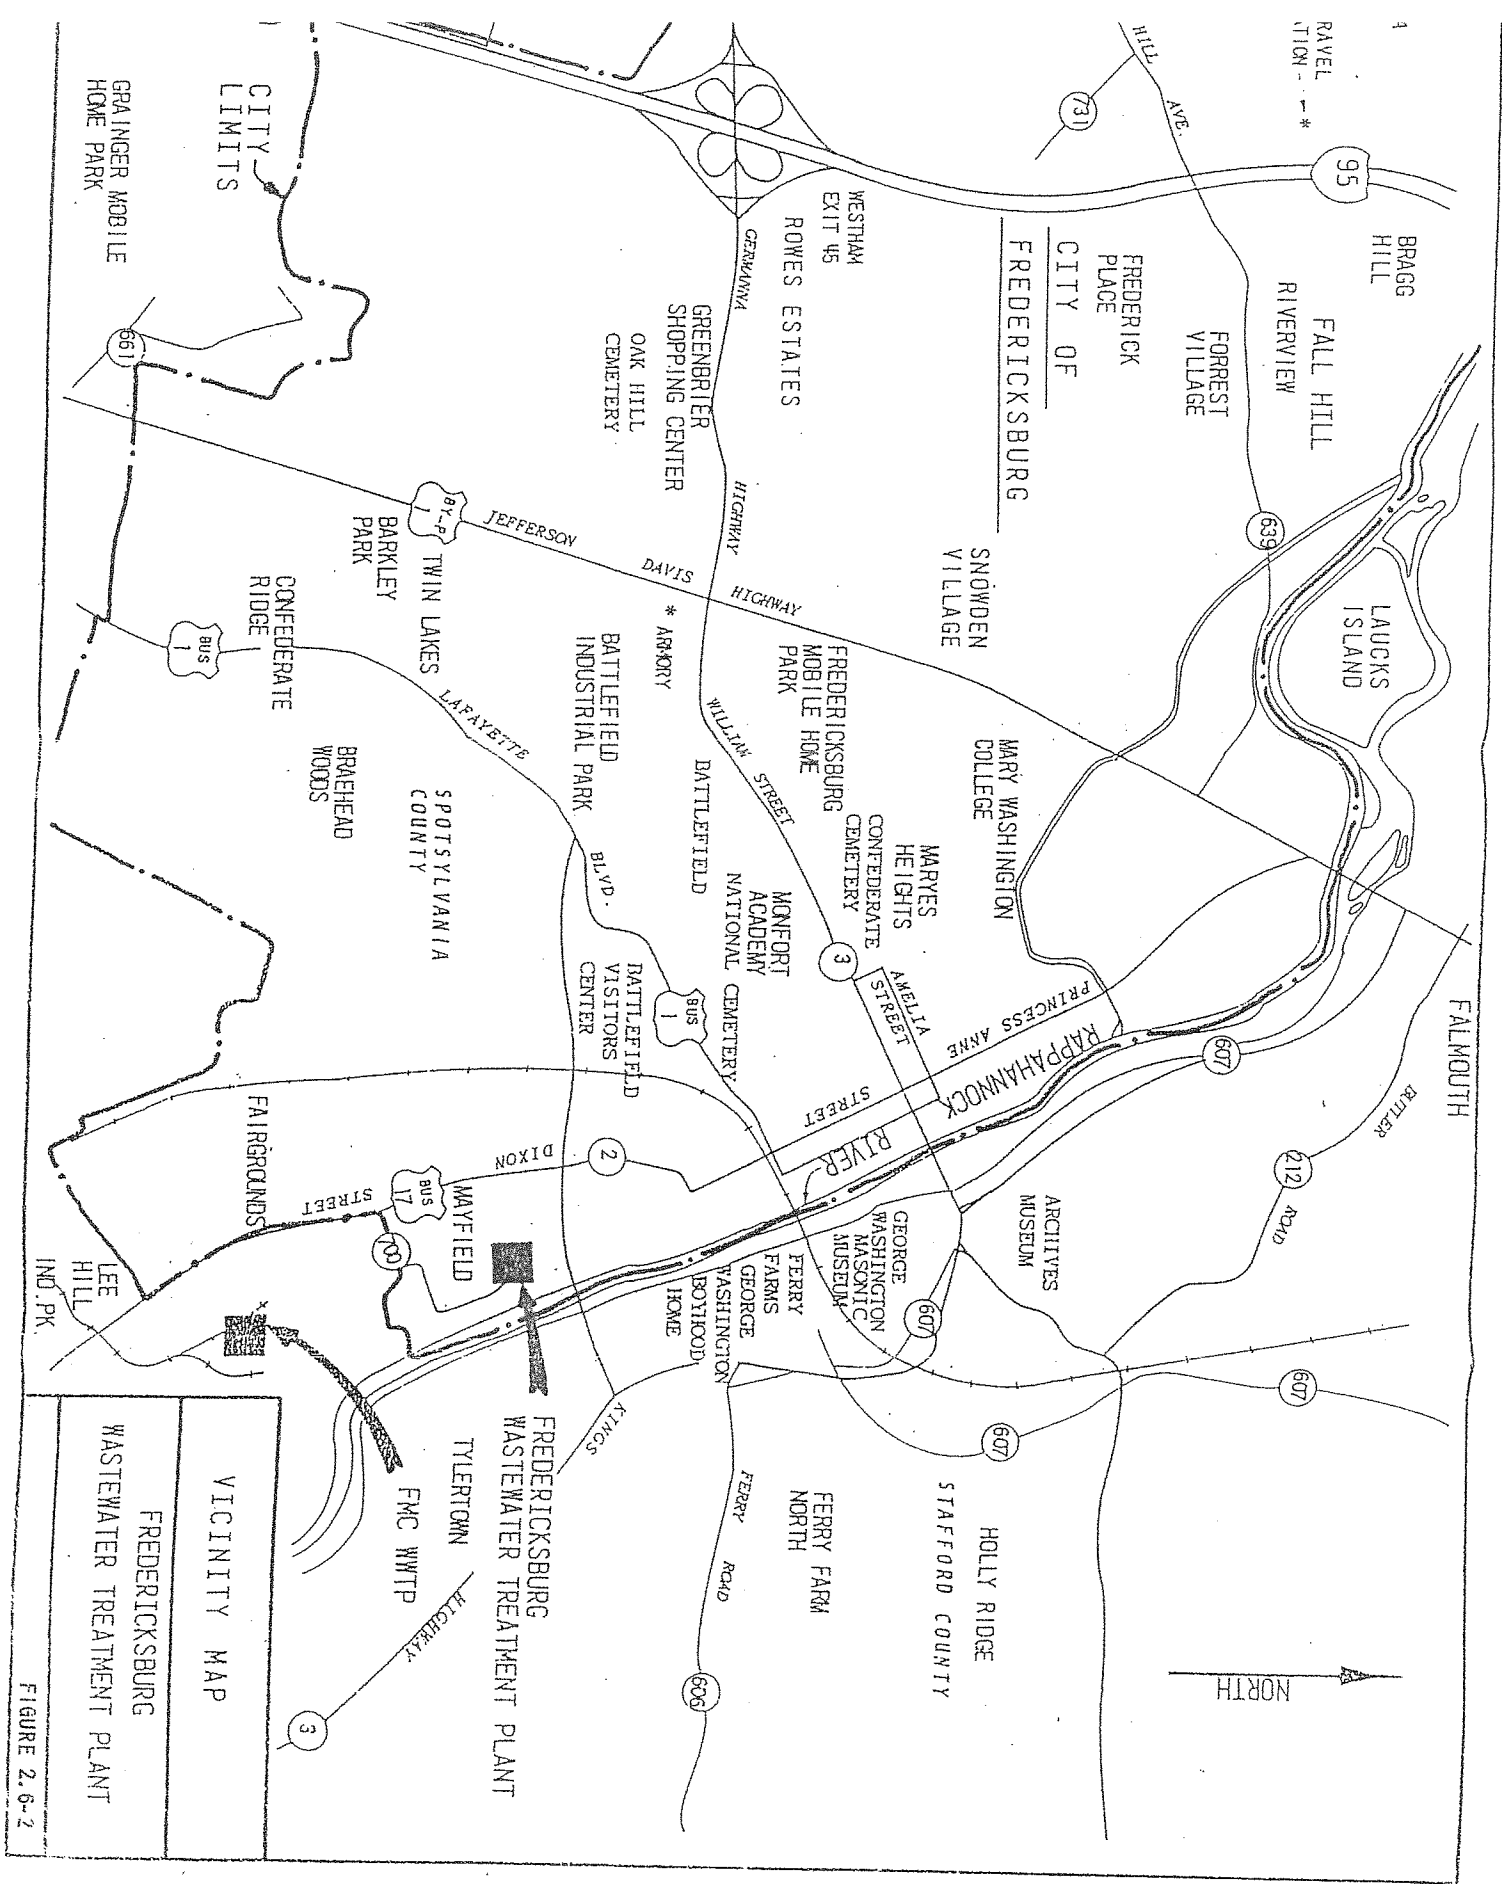 FALMOUTH
BRAGG
HILL
95
FALL HILL
RIVERVIEW
LAUCKS
ISLAND
BUTLER
212
ROAD
607
607
NORTH
RAVEL
HILL
AVE.
731
FORREST
VILLAGE
639
FREDERICK
PLACE
CITY OF
FREDERICKSBURG
SNOWDEN
VILLAGE
MARY WASHINGTON
COLLEGE
PRINCESS ANNE
STREET
RAPPAHANNOCK
RIVER
ARCHIVES
MUSEUM
607
HOLLY RIDGE
STAFFORD COUNTY
WESTHAM
EXIT 45
ROWES ESTATES
MARYES
HEIGHTS
CONFEDERATE
CEMETERY
AMELIA
STREET
3
FREDERICKSBURG
MOBILE HOME
PARK
GEORGE
WASHINGTON
MASONIC
MUSEUM
607
FERRY FARM
NORTH
GERMANNA
HIGHWAY
JEFFERSON
DAVIS
HIGHWAY
WILLIAM STREET
MONFORT
ACADEMY
NATIONAL CEMETERY
BATTLEFIELD
FERRY
FARMS
GEORGE
WASHINGTON
BOYHOOD
HOME
FERRY ROAD
606
GREENBRIER
SHOPPING CENTER
OAK HILL
CEMETERY
* ARMORY
BATTLEFIELD
INDUSTRIAL PARK
BUS
1
BATTLEFIELD
VISITORS
CENTER
2
DIXON
STREET
KINGS
HIGHWAY
3
BY-P
1
TWIN LAKES
BARKLEY
PARK
LAFAYETTE
BLVD.
SPOTSYLVANIA
COUNTY
BUS
17
MAYFIELD
700
FREDERICKSBURG
WASTEWATER TREATMENT PLANT
TYLERTOWN
FMC WWTP
CITY
LIMITS
CONFEDERATE
RIDGE
BRAEHEAD
WOODS
BUS
1
FAIRGROUNDS
GRAINGER MOBILE
HOME PARK
661
LEE
HILL
IND. PK
VICINITY MAP
FREDERICKSBURG
WASTEWATER TREATMENT PLANT
FIGURE 2.6-2